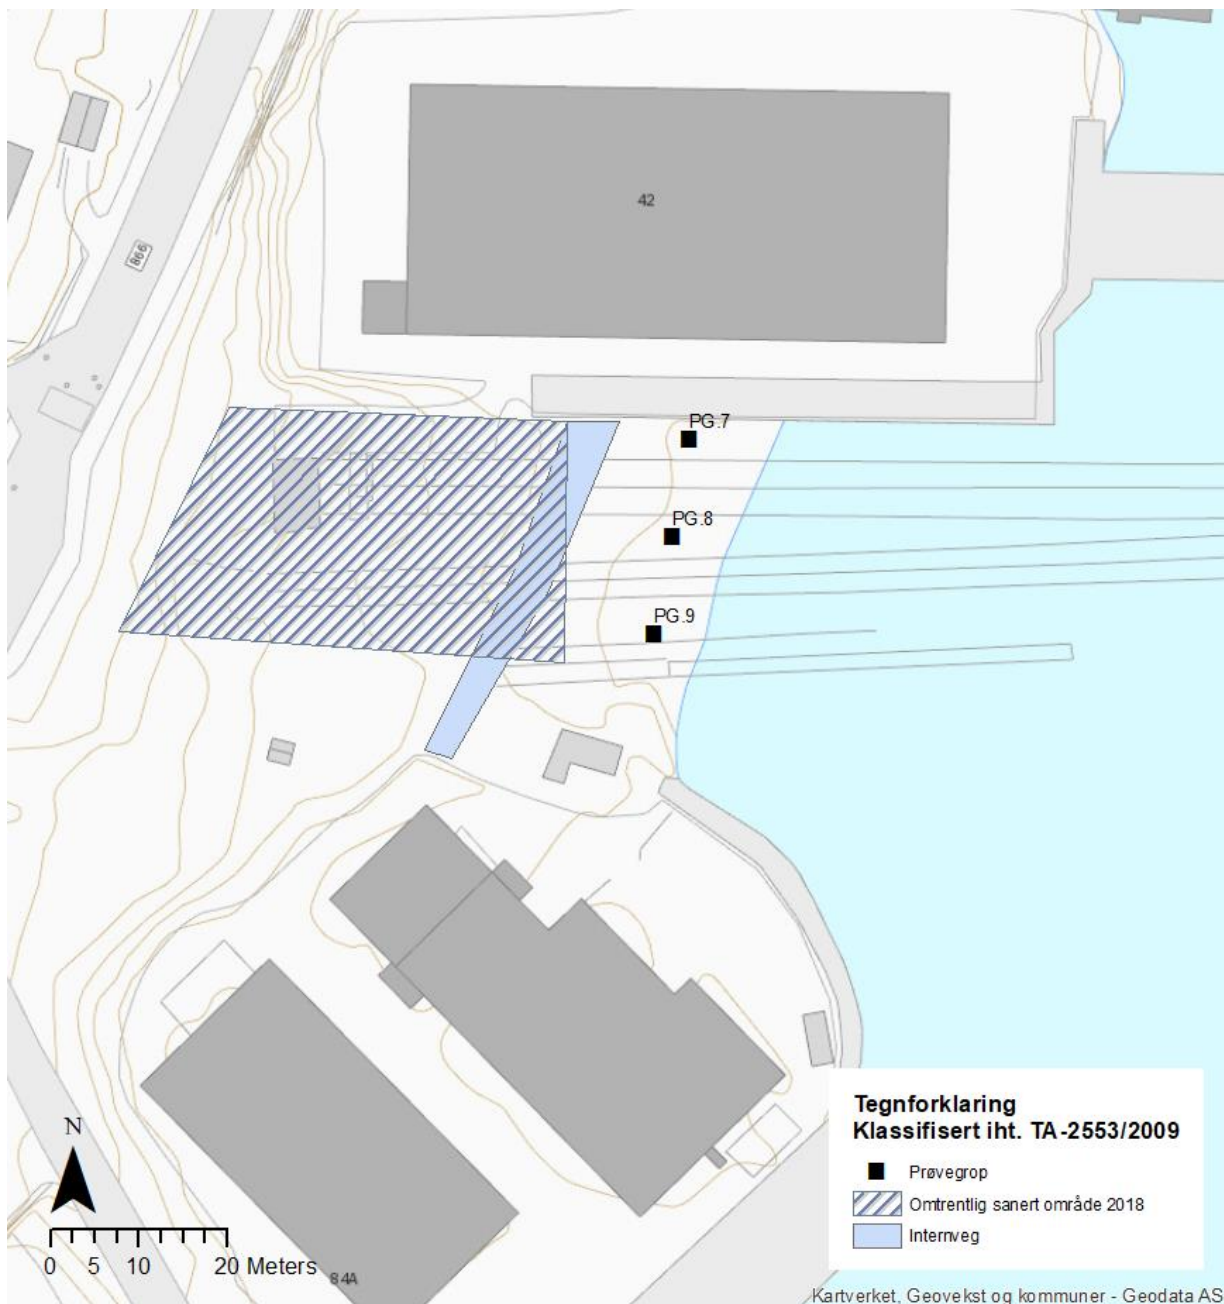 42
866
PG.7
PG.8
PG.9
Tegnforklaring
Klassifisert iht. TA-2553/2009
Prøvegrop
Omtrentlig sanert område 2018
Internveg
N
0 5 10 20 Meters
84A
Kartverket, Geovekst og kommuner - Geodata AS